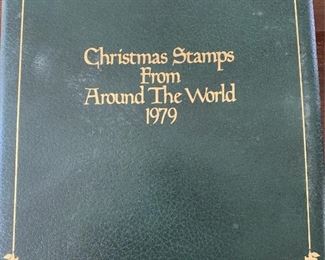 Christmas Stamps
From
Around The World
1979